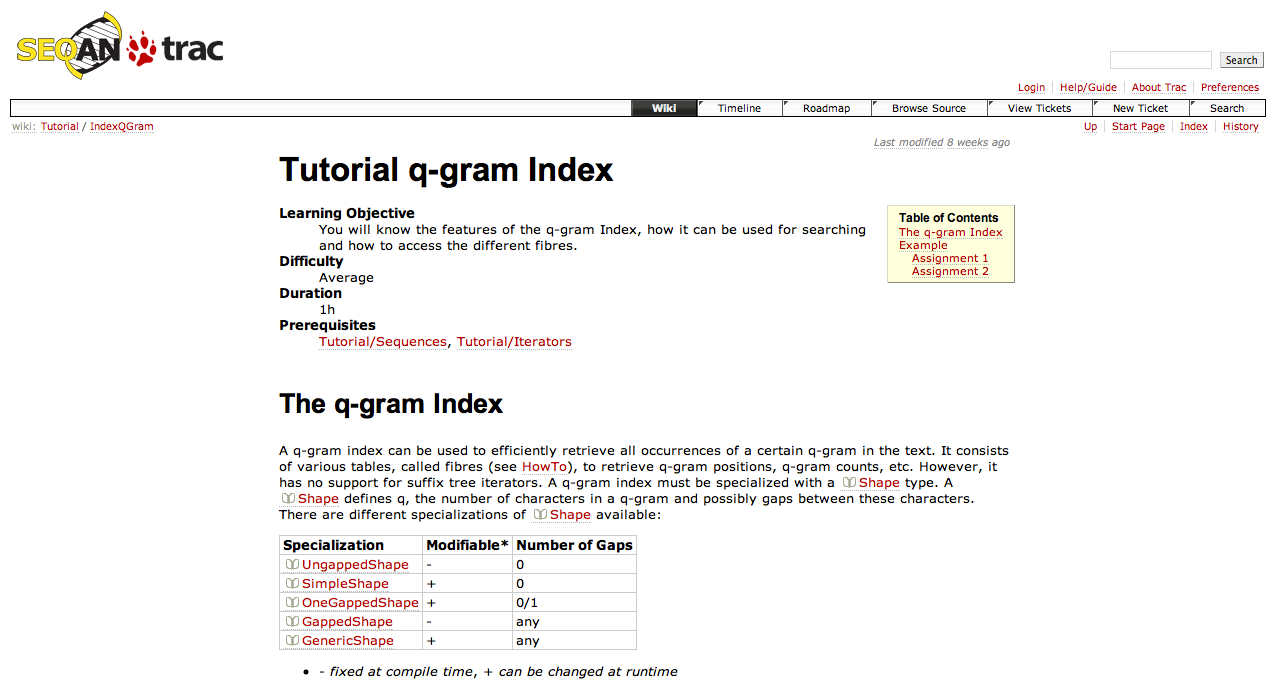 SEQAN trac
Search
Login Help/Guide About Trac Preferences
Wiki Timeline Roadmap Browse Source View Tickets New Ticket Search
wiki: Tutorial / IndexQGram
Up Start Page Index History
Last modified 8 weeks ago
Tutorial q-gram Index
Learning Objective
You will know the features of the q-gram Index, how it can be used for searching
and how to access the different fibres.
Difficulty
Average
Duration
1h
Prerequisites
Tutorial/Sequences, Tutorial/Iterators
Table of Contents
The q-gram Index
Example
Assignment 1
Assignment 2
The q-gram Index
A q-gram index can be used to efficiently retrieve all occurrences of a certain q-gram in the text. It consists
of various tables, called fibres (see HowTo), to retrieve q-gram positions, q-gram counts, etc. However, it
has no support for suffix tree iterators. A q-gram index must be specialized with a Shape type. A
Shape defines q, the number of characters in a q-gram and possibly gaps between these characters.
There are different specializations of Shape available:
Specialization Modifiable* Number of Gaps
UngappedShape - 0
SimpleShape + 0
OneGappedShape + 0/1
GappedShape - any
GenericShape + any
• - fixed at compile time, + can be changed at runtime